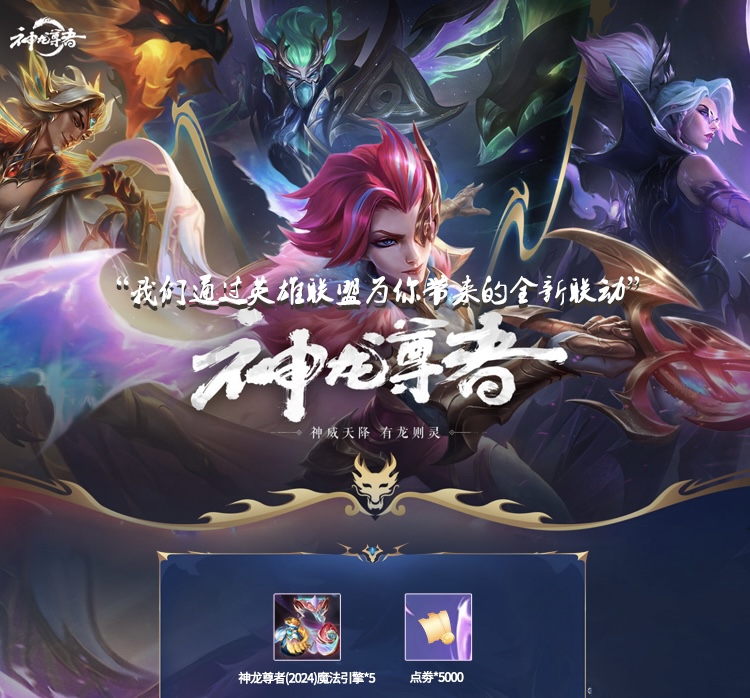 神龙尊者
“我们通过英雄联盟为你带来的全新联动”
神龙尊者
神威天降 有龙则灵
神龙尊者(2024)魔法引擎*5
点劵*5000